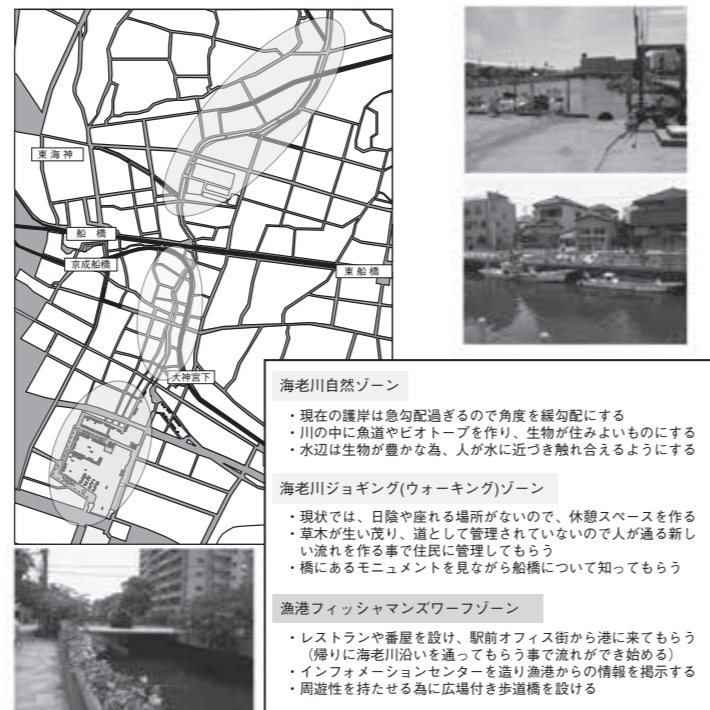 東海神
船橋
京成船橋
東船橋
大神宮下
海老川自然ゾーン
・現在の護岸は急勾配過ぎるので角度を緩勾配にする
・川の中に魚道やビオトープを作り、生物が住みよいものにする
・水辺は生物が豊かな為、人が水に近づき触れ合えるようにする
海老川ジョギング(ウォーキング)ゾーン
・現状では、日陰や座れる場所がないので、休憩スペースを作る
・草木が生い茂り、道として管理されていないので人が通る新し
い流れを作る事で住民に管理してもらう
・橋にあるモニュメントを見ながら船橋について知ってもらう
漁港フィッシャマンズワーフゾーン
・レストランや番屋を設け、駅前オフィス街から港に来てもらう
(帰りに海老川沿いを通ってもらう事で流れができ始める)
・インフォメーションセンターを造り漁港からの情報を掲示する
・周遊性を持たせる為に広場付き歩道橋を設ける